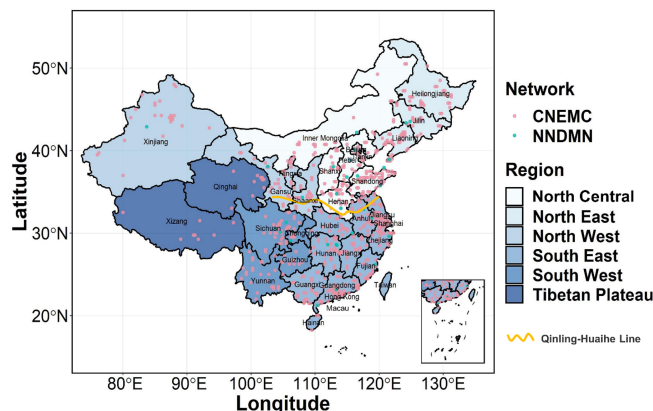 50°N
40°N
30°N
20°N
80°E
90°E
100°E
110°E
120°E
130°E
Latitude
Longitude
Heilongjiang
Jilin
Liaoning
Inner Mongolia
Xinjiang
Ningxia
Shanxi
Hebei
Shandong
Qinghai
Gansu
Shaanxi
Henan
Jiangsu
Anhui
Shanghai
Xizang
Sichuan
Hubei
Chongqing
Zhejiang
Hunan
Jiangxi
Guizhou
Fujian
Yunnan
Guangxi
Guangdong
Taiwan
Hong Kong
Macau
Hainan
Network
CNEMC
NNDMN
Region
North Central
North East
North West
South East
South West
Tibetan Plateau
Qinling-Huaihe Line